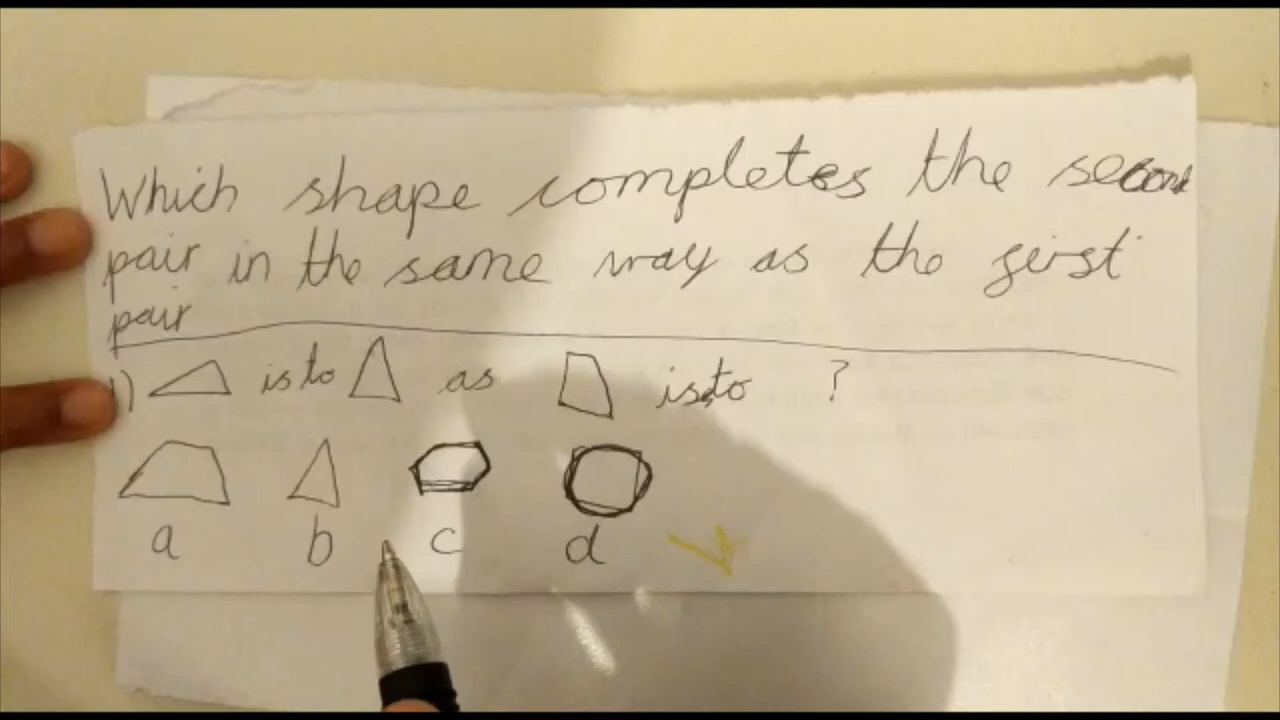 Which shape completes the second
pair in the same way as the first
pair
1) is to as is to ?
a b c d